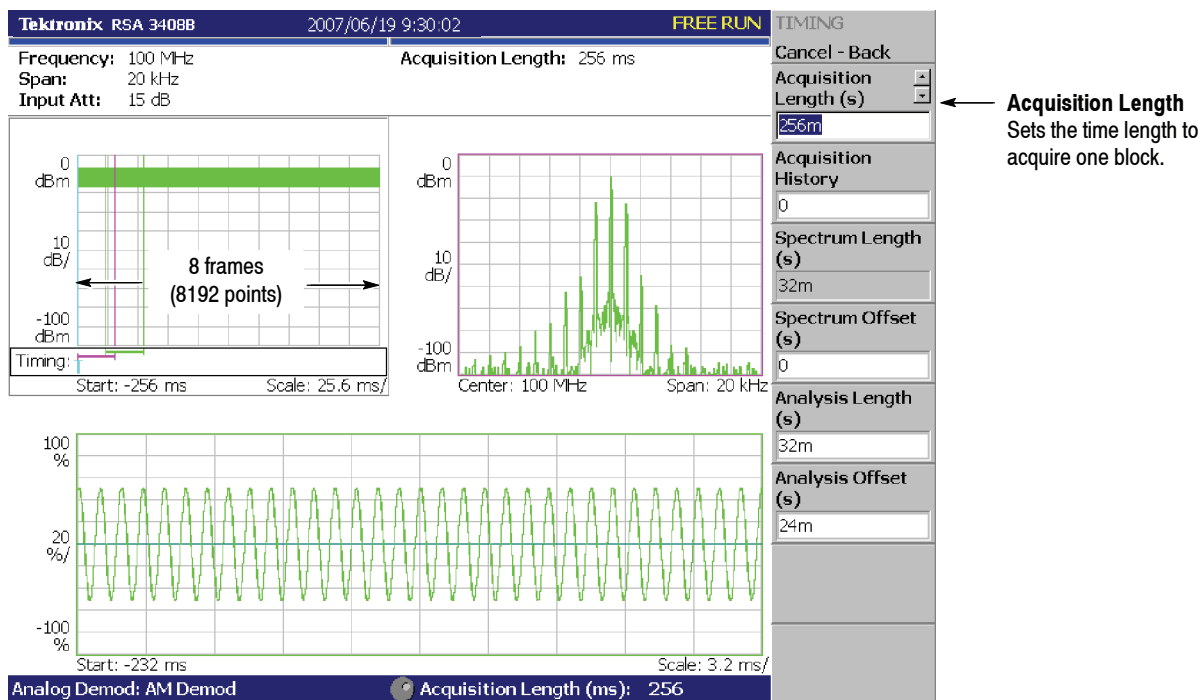 Tektronix RSA 3408B 2007/06/19 9:30:02 FREE RUN
Frequency: 100 MHz
Span: 20 kHz
Input Att: 15 dB
Acquisition Length: 256 ms
0
dBm
10
dB/
-100
dBm
8 frames
(8192 points)
Timing:
Start: -256 ms Scale: 25.6 ms/
0
dBm
10
dB/
-100
dBm
Center: 100 MHz Span: 20 kHz
100
%
20
%/
-100
%
Start: -232 ms Scale: 3.2 ms/
Analog Demod: AM Demod Acquisition Length (ms): 256
TIMING
Cancel - Back
Acquisition
Length (s)
256m
Acquisition
History
0
Spectrum Length
(s)
32m
Spectrum Offset
(s)
0
Analysis Length
(s)
32m
Analysis Offset
(s)
24m
Acquisition Length
Sets the time length to
acquire one block.